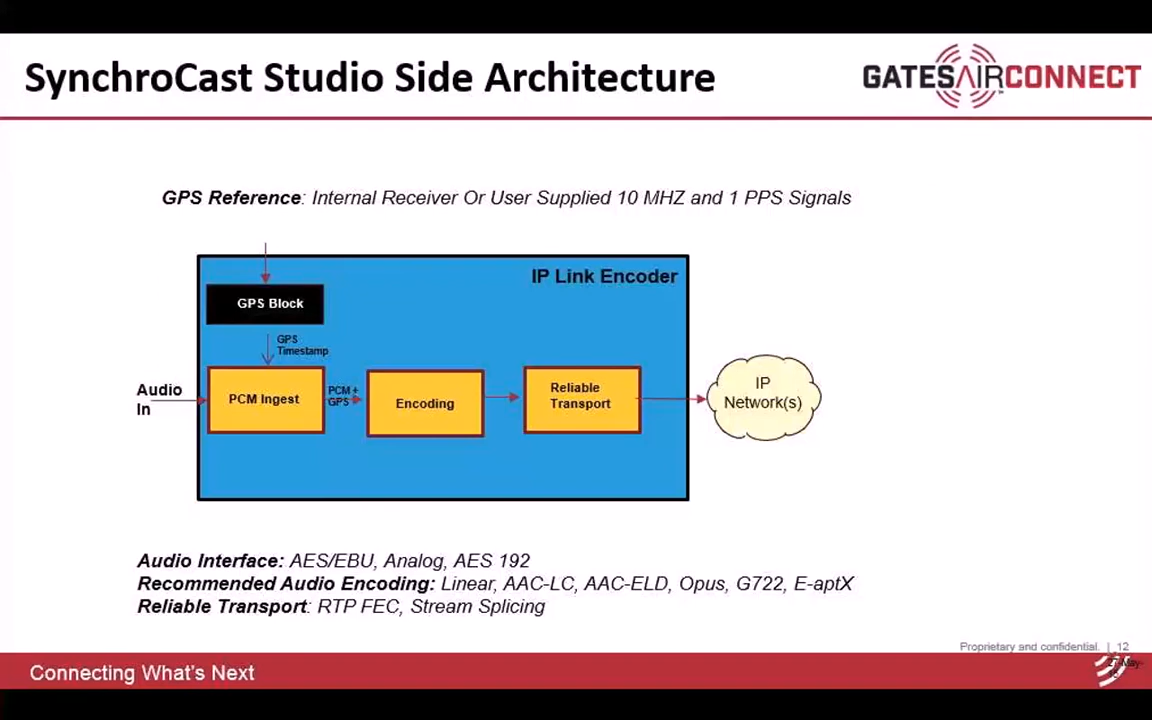 SynchroCast Studio Side Architecture
GATESAIRCONNECT
GPS Reference: Internal Receiver Or User Supplied 10 MHZ and 1 PPS Signals
IP Link Encoder
GPS Block
GPS
Timestamp
Audio
In
PCM Ingest
PCM +
GPS
Encoding
Reliable
Transport
IP
Network(s)
Audio Interface: AES/EBU, Analog, AES 192
Recommended Audio Encoding: Linear, AAC-LC, AAC-ELD, Opus, G722, E-aptX
Reliable Transport: RTP FEC, Stream Splicing
Proprietary and confidential. | 12
Connecting What's Next
27-May-